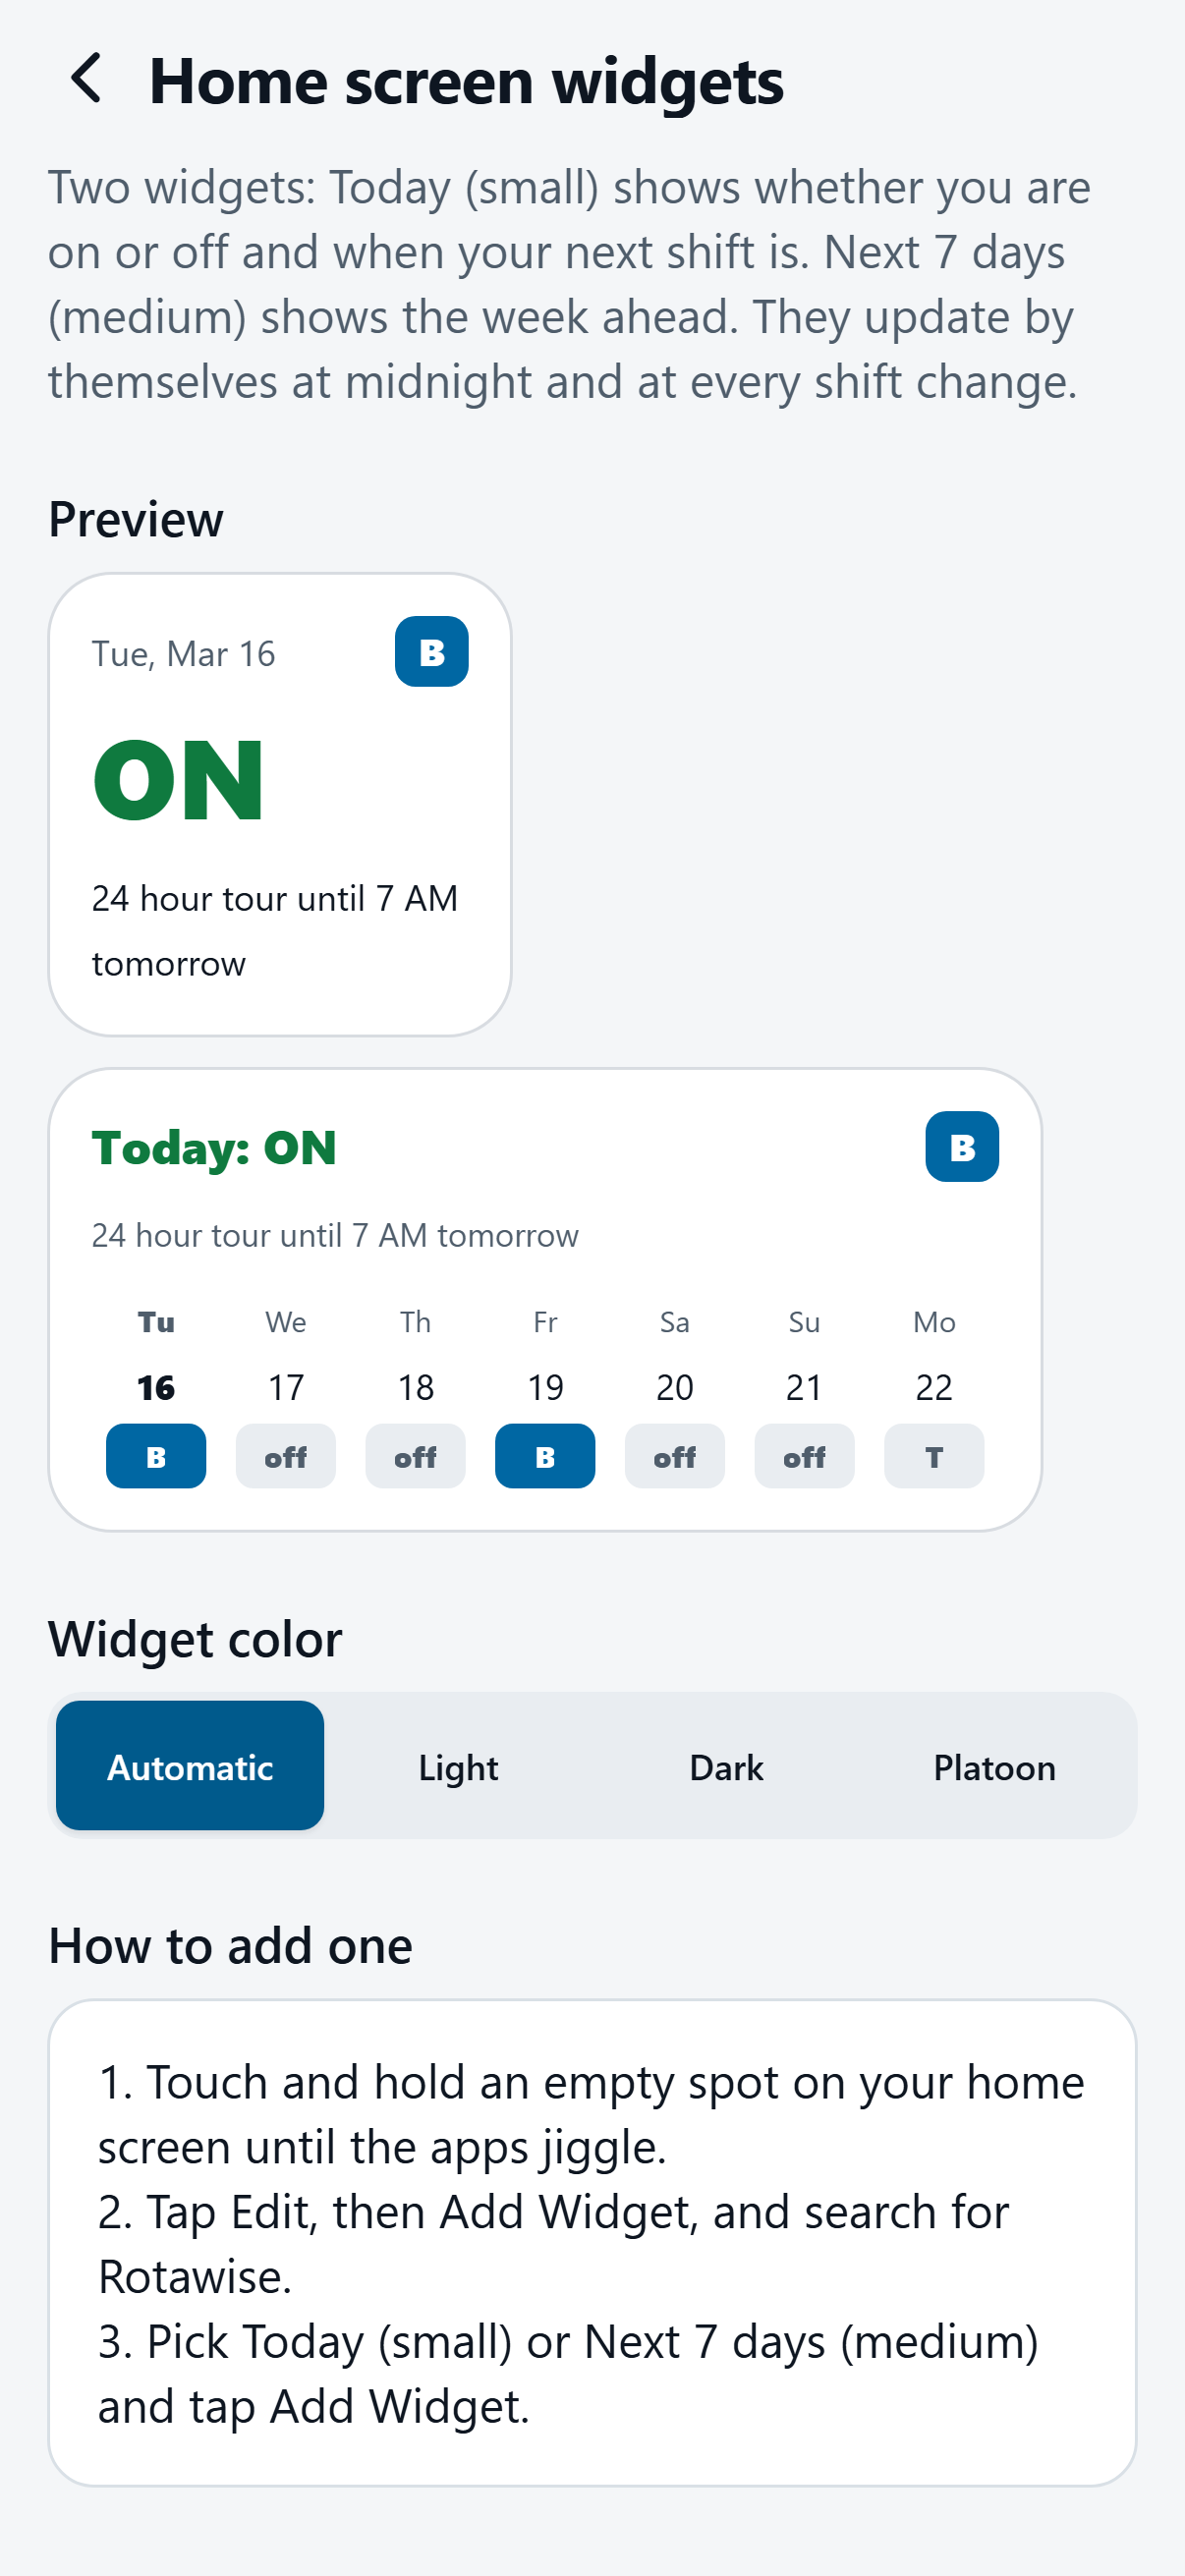 Home screen widgets
Two widgets: Today (small) shows whether you are
on or off and when your next shift is. Next 7 days
(medium) shows the week ahead. They update by
themselves at midnight and at every shift change.
Preview
Tue, Mar 16
B
ON
24 hour tour until 7 AM
tomorrow
Today: ON
B
24 hour tour until 7 AM tomorrow
Tu We Th Fr Sa Su Mo
16 17 18 19 20 21 22
B off off B off off T
Widget color
Automatic Light Dark Platoon
How to add one
1. Touch and hold an empty spot on your home
screen until the apps jiggle.
2. Tap Edit, then Add Widget, and search for
Rotawise.
3. Pick Today (small) or Next 7 days (medium)
and tap Add Widget.